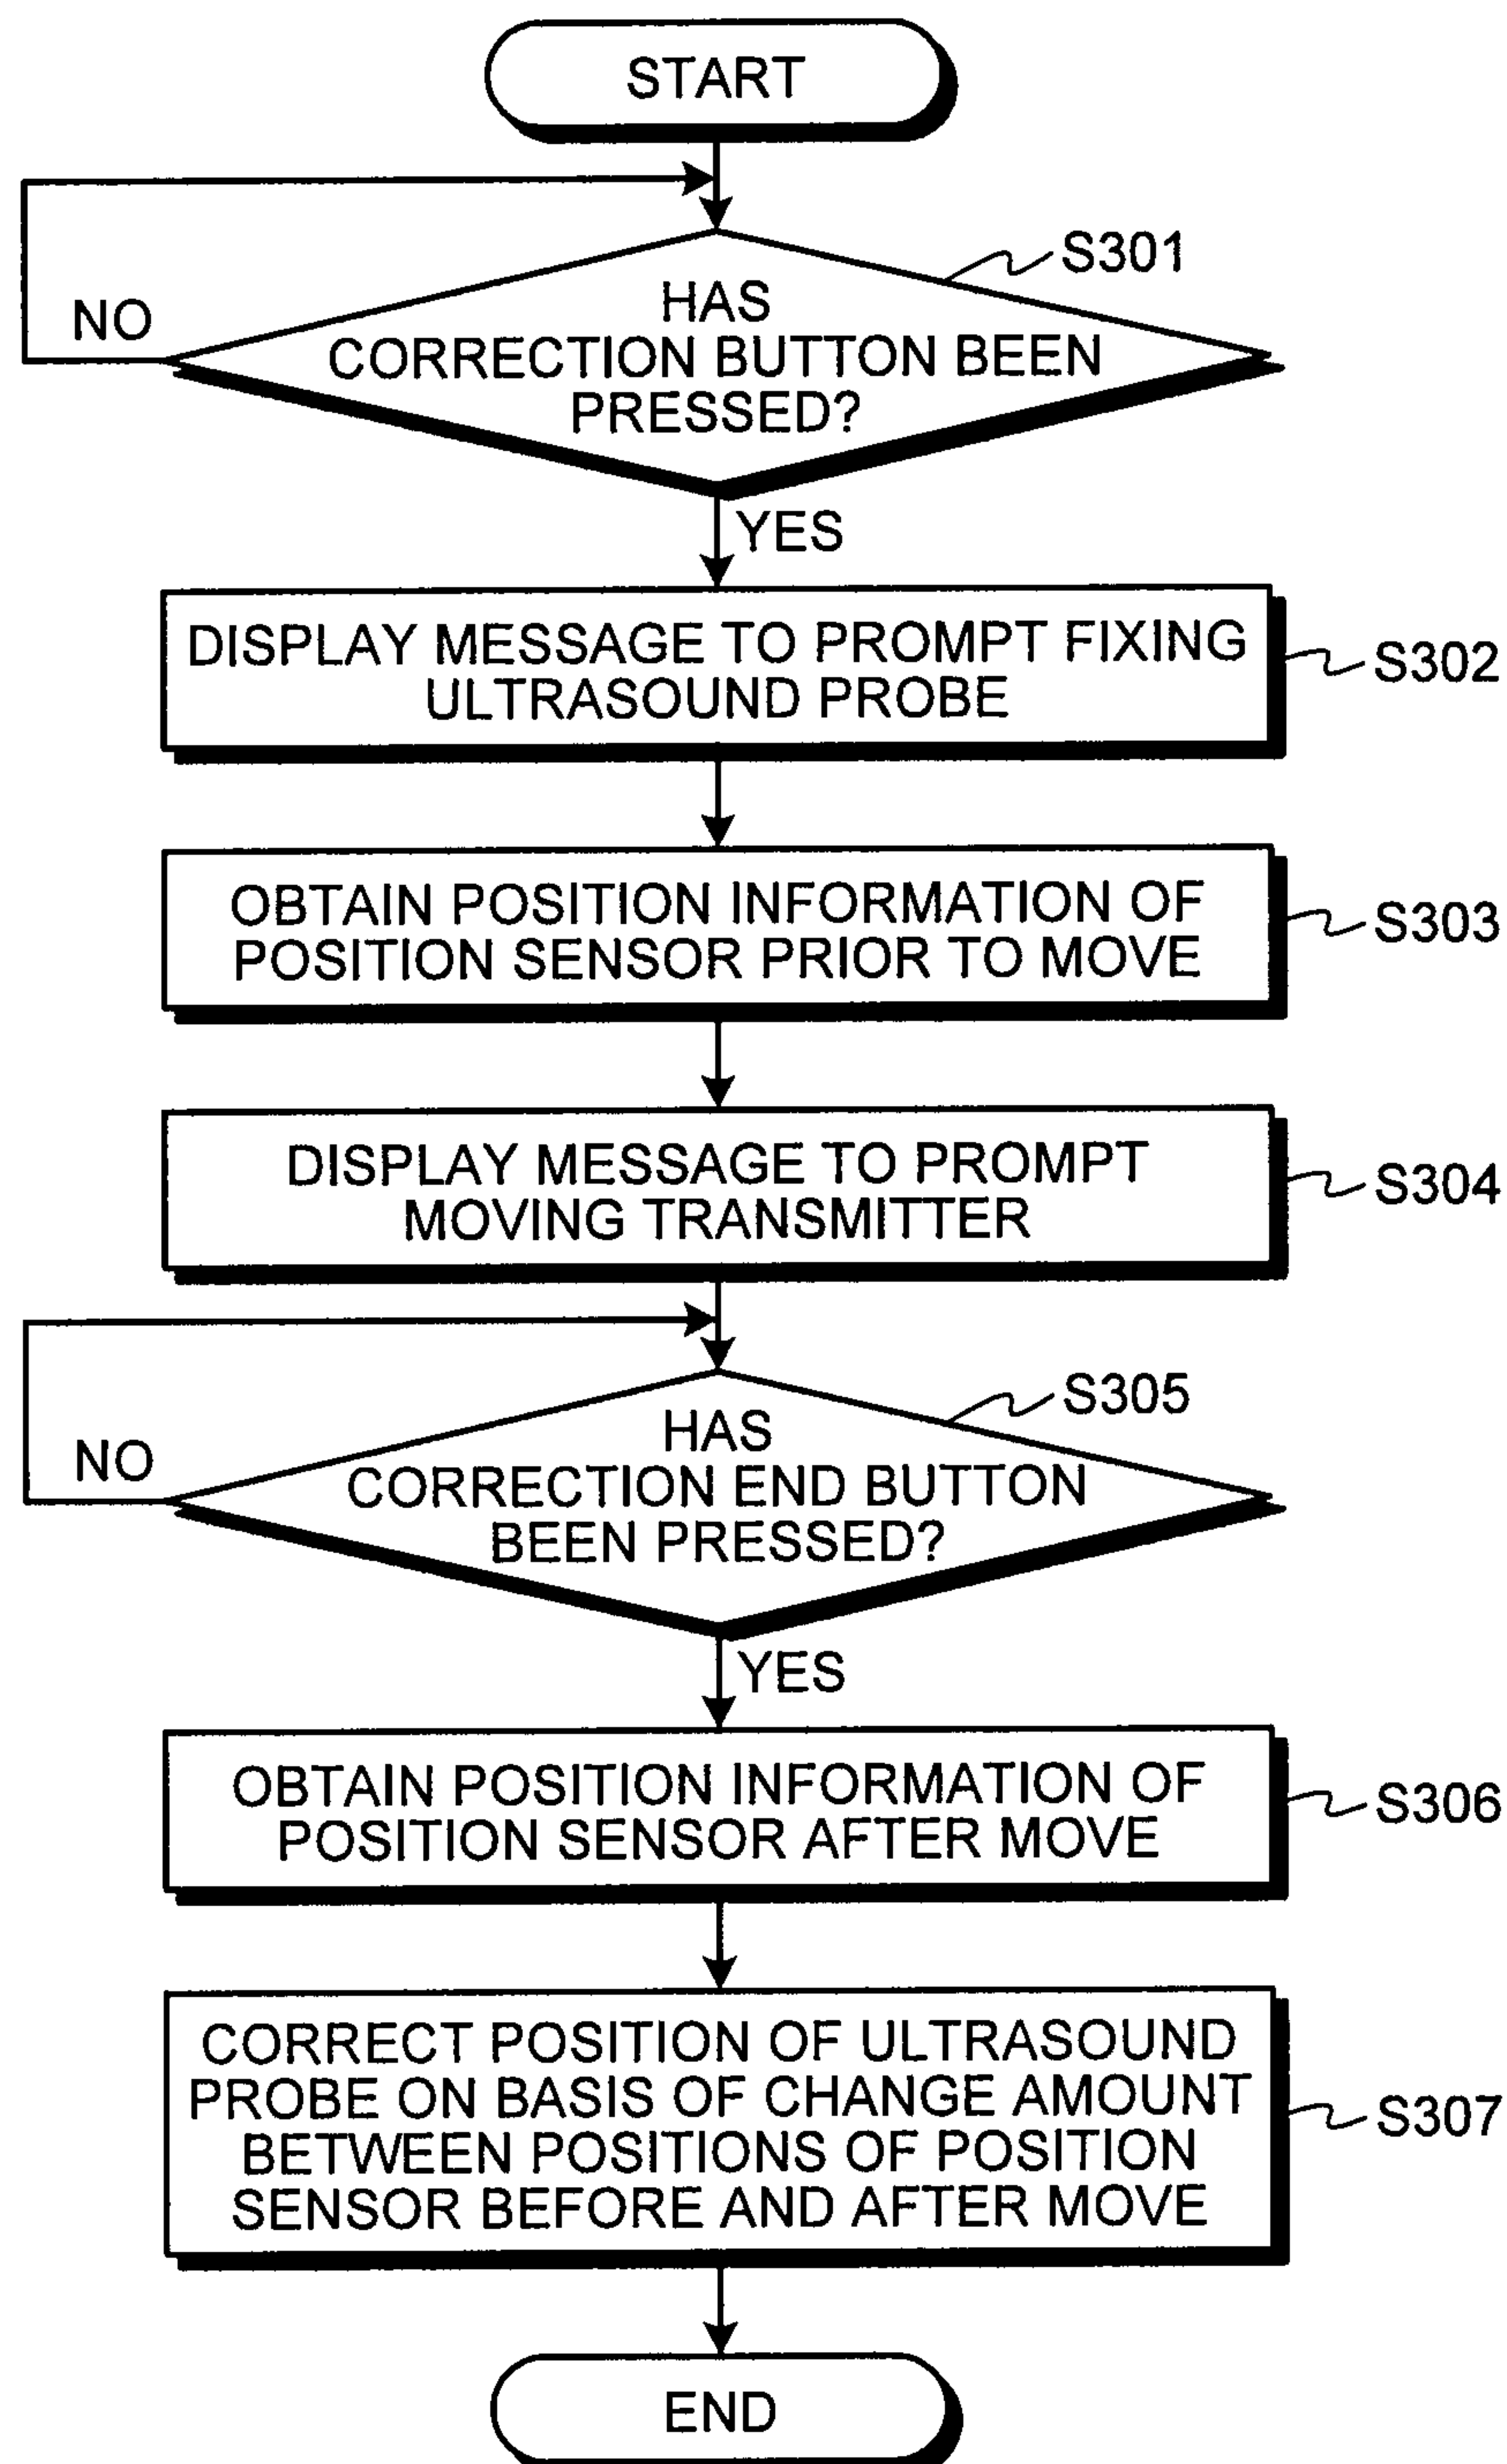 START
S301
HAS
CORRECTION BUTTON BEEN
PRESSED?
NO
YES
DISPLAY MESSAGE TO PROMPT FIXING
ULTRASOUND PROBE
S302
OBTAIN POSITION INFORMATION OF
POSITION SENSOR PRIOR TO MOVE
S303
DISPLAY MESSAGE TO PROMPT
MOVING TRANSMITTER
S304
S305
HAS
CORRECTION END BUTTON
BEEN PRESSED?
NO
YES
OBTAIN POSITION INFORMATION OF
POSITION SENSOR AFTER MOVE
S306
CORRECT POSITION OF ULTRASOUND
PROBE ON BASIS OF CHANGE AMOUNT
BETWEEN POSITIONS OF POSITION
SENSOR BEFORE AND AFTER MOVE
S307
END